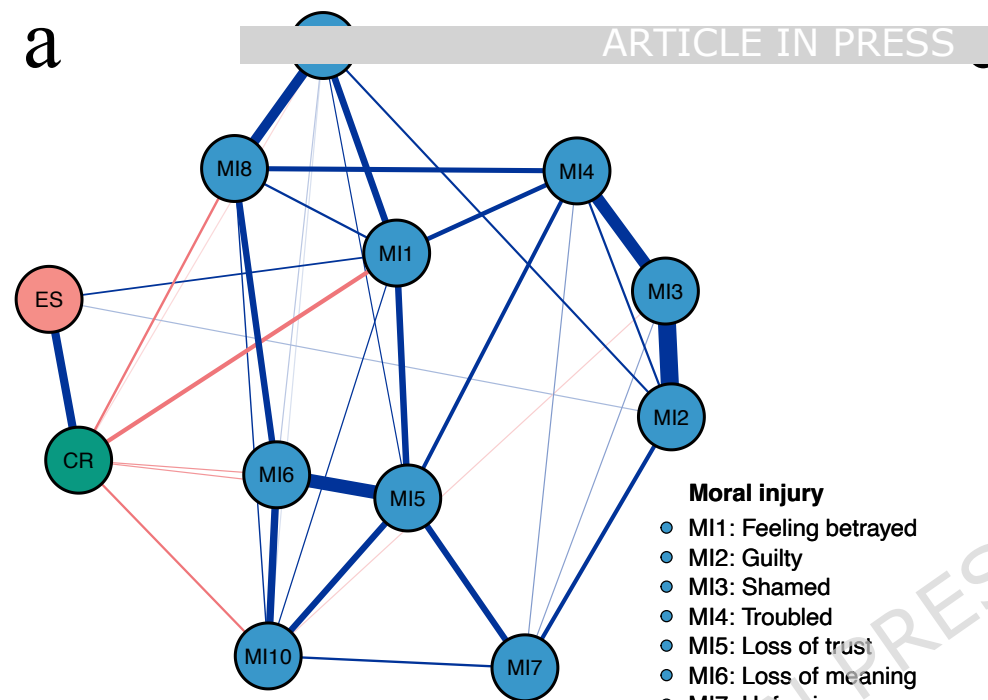 a
ARTICLE IN PRESS
MI8
MI4
MI1
MI3
ES
MI2
CR
MI6
MI5
MI10
MI7
Moral injury
MI1: Feeling betrayed
MI2: Guilty
MI3: Shamed
MI4: Troubled
MI5: Loss of trust
MI6: Loss of meaning
PRES